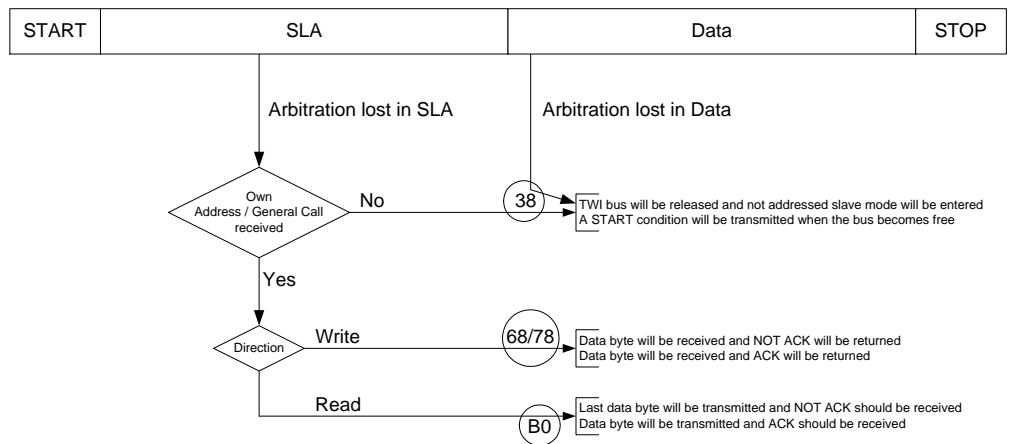 START SLA Data STOP
Arbitration lost in SLA Arbitration lost in Data
Own
Address / General Call
received
No
38
TWI bus will be released and not addressed slave mode will be entered
A START condition will be transmitted when the bus becomes free
Yes
Direction
Write
68/78
Data byte will be received and NOT ACK will be returned
Data byte will be received and ACK will be returned
Read
B0
Last data byte will be transmitted and NOT ACK should be received
Data byte will be transmitted and ACK should be received